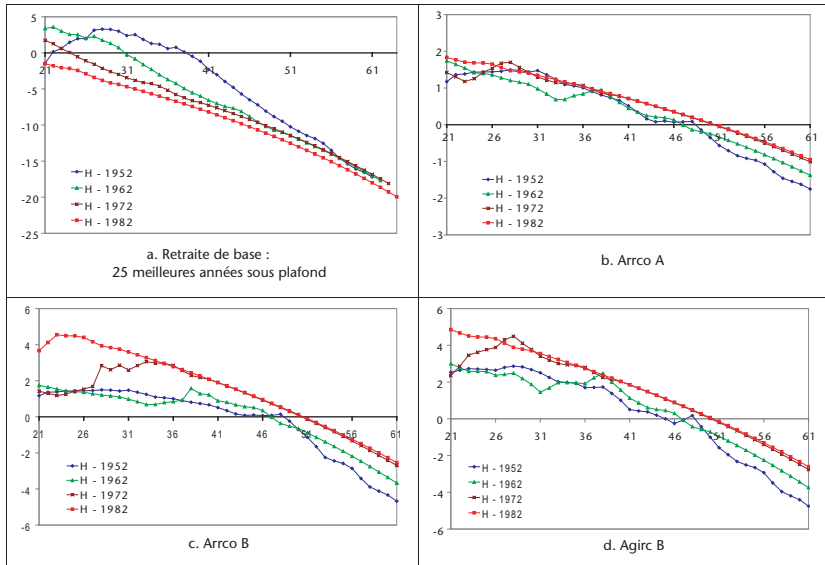 5
0
-5
-10
-15
-20
-25
21 31 41 51 61
H - 1952
H - 1962
H - 1972
H - 1982
a. Retraite de base :
25 meilleures années sous plafond
3
2
1
0
-1
-2
-3
21 26 31 36 41 46 51 56 61
H - 1952
H - 1962
H - 1972
H - 1982
b. Arrco A
6
4
2
0
-2
-4
-6
21 26 31 36 41 46 51 56 61
H - 1952
H - 1962
H - 1972
H - 1982
c. Arrco B
6
4
2
0
-2
-4
-6
21 26 31 36 41 46 51 56 61
H - 1952
H - 1962
H - 1972
H - 1982
d. Agirc B